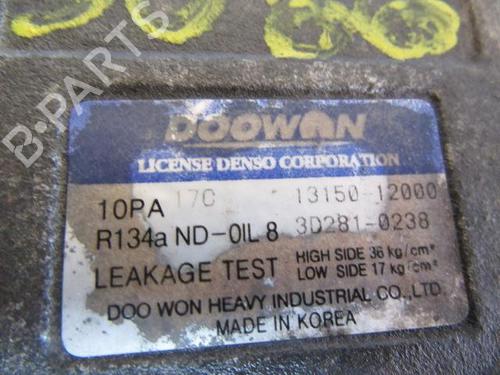 B-PARTS
DOOWON
LICENSE DENSO CORPORATION
10PA 17C 13150-12000
R134a ND-OIL 8 3D281-0238
LEAKAGE TEST HIGH SIDE 36 kg/cm²
LOW SIDE 17 kg/cm²
DOO WON HEAVY INDUSTRIAL CO.,LTD.
MADE IN KOREA